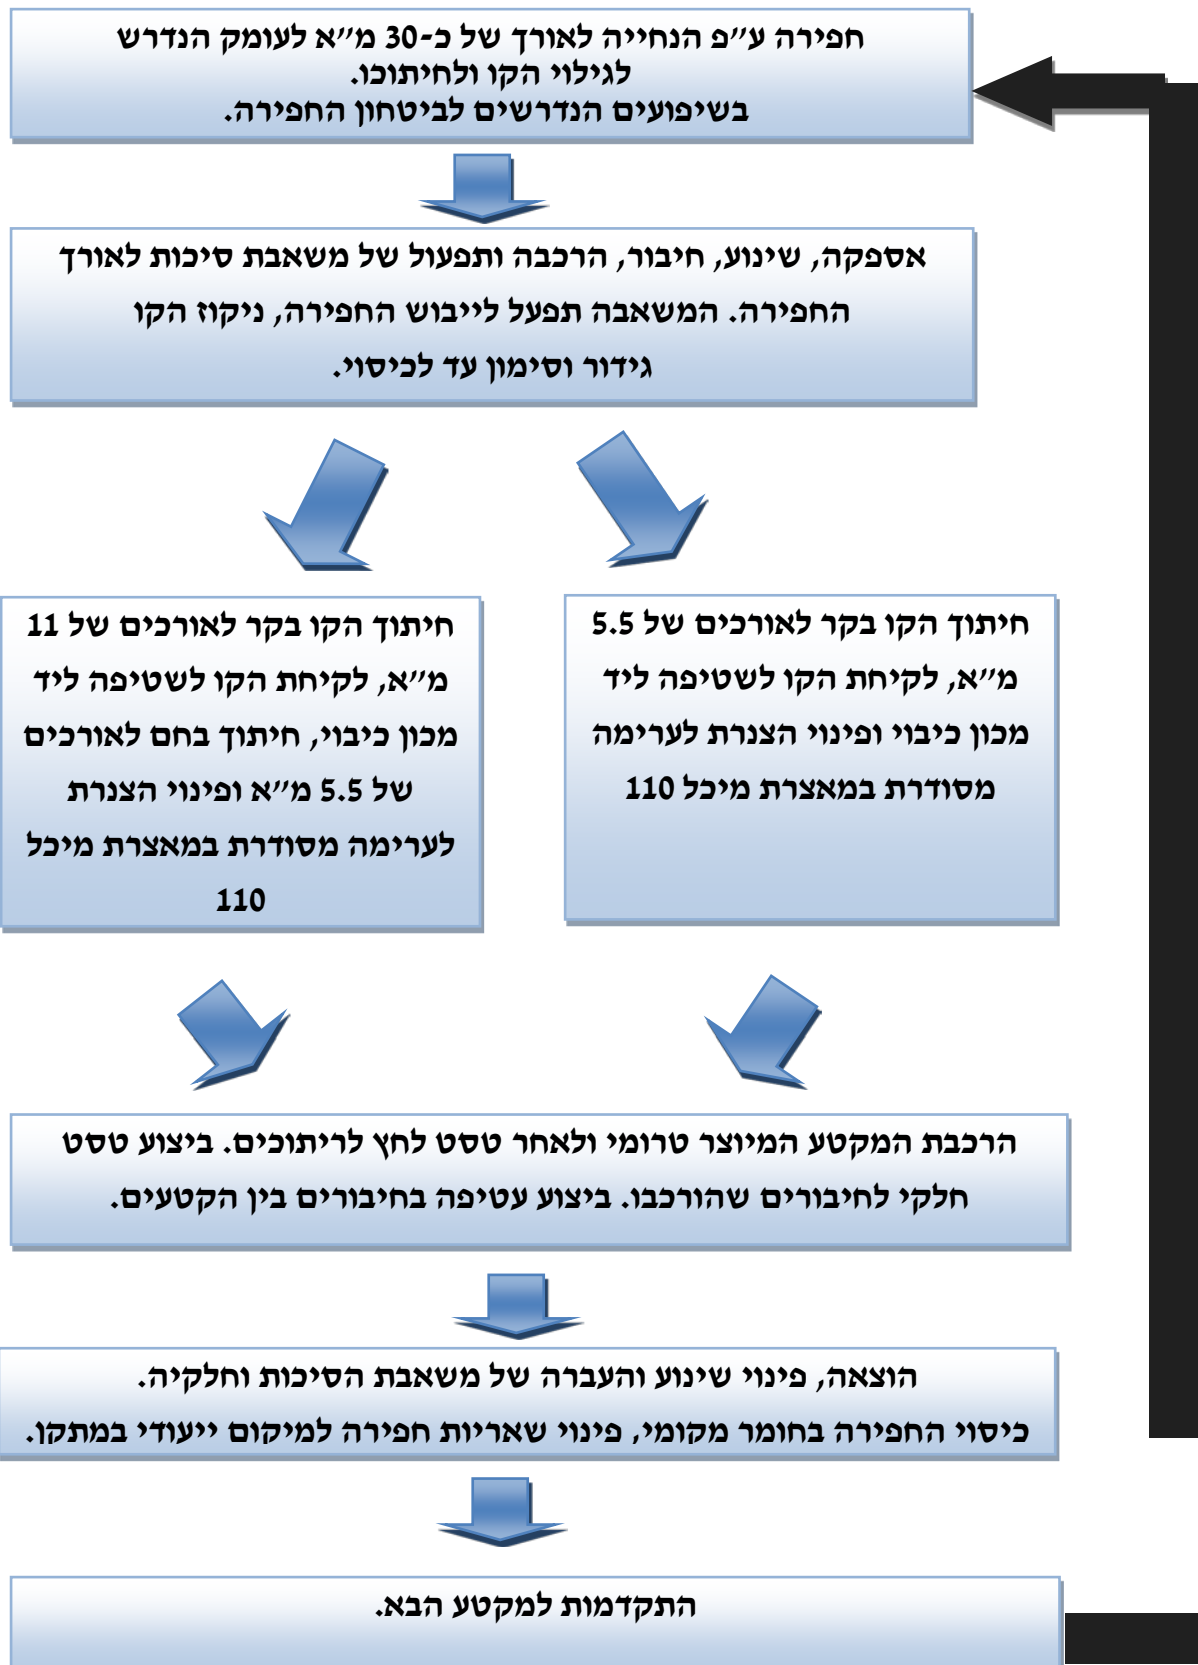 חפירה ע״פ הנחייה לאורך של כ-30 מ״א לעומק הנדרש
לגילוי הקו ולחיתוכו.
בשיפועים הנדרשים לביטחון החפירה.
אספקה, שינוע, חיבור, הרכבה ותפעול של משאבת סיכות לאורך
החפירה. המשאבה תפעל לייבוש החפירה, ניקוז הקו
גידור וסימון עד לכיסוי.
חיתוך הקו בקר לאורכים של 5.5
מ״א, לקיחת הקו לשטיפה ליד
מכון כיבוי ופינוי הצנרת לערימה
מסודרת במאצרת מיכל 110
חיתוך הקו בקר לאורכים של 11
מ״א, לקיחת הקו לשטיפה ליד
מכון כיבוי, חיתוך בחם לאורכים
של 5.5 מ״א ופינוי הצנרת
לערימה מסודרת במאצרת מיכל
110
הרכבת המקטע המיוצר טרומי ולאחר טסט לחץ לריתוכים. ביצוע טסט
חלקי לחיבורים שהורכבו. ביצוע עטיפה בחיבורים בין הקטעים.
הוצאה, פינוי שינוע והעברה של משאבת הסיכות וחלקיה.
כיסוי החפירה בחומר מקומי, פינוי שאריות חפירה למיקום ייעודי במתקן.
התקדמות למקטע הבא.